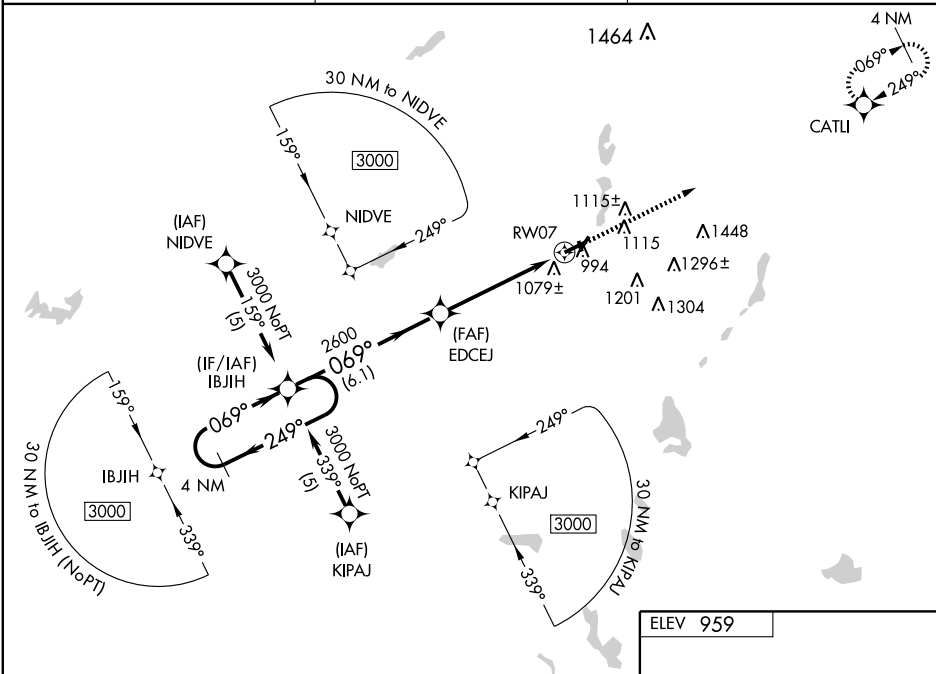 1464
4 NM
069°
249°
CATLI
30 NM to NIDVE
159°
3000
NIDVE
249°
(IAF)
NIDVE
3000 NoPT
159°
(5)
RW07
1115±
1115
1448
994
1079±
1296±
1201
1304
(FAF)
EDCEJ
2600
069°
(6.1)
(IF/IAF)
IBJIH
069°
249°
4 NM
3000 NoPT
339°
(5)
(IAF)
KIPAJ
159°
IBJIH
3000
339°
30 NM to IBJIH (NoPT)
249°
KIPAJ
3000
339°
30 NM to KIPAJ
ELEV 959